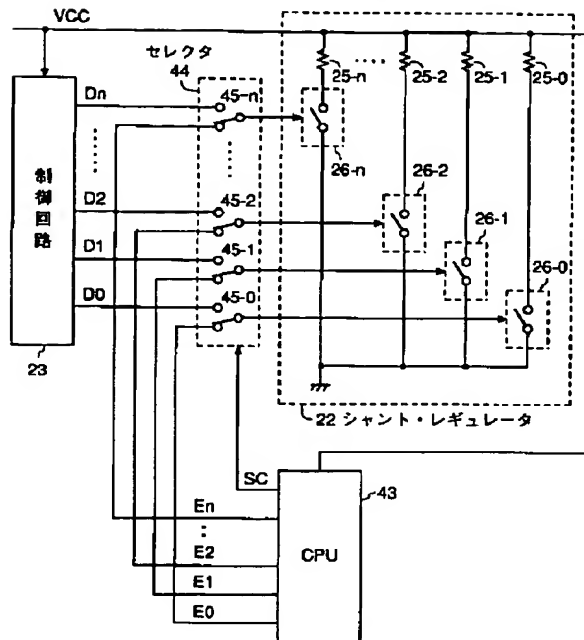 VCC
セレクタ
44
25-n
25-2
25-1
25-0
Dn
45-n
26-n
制御回路
D2
45-2
26-2
D1
45-1
26-1
D0
45-0
26-0
23
22 シャント・レギュレータ
SC
43
En
E2
E1
E0
CPU